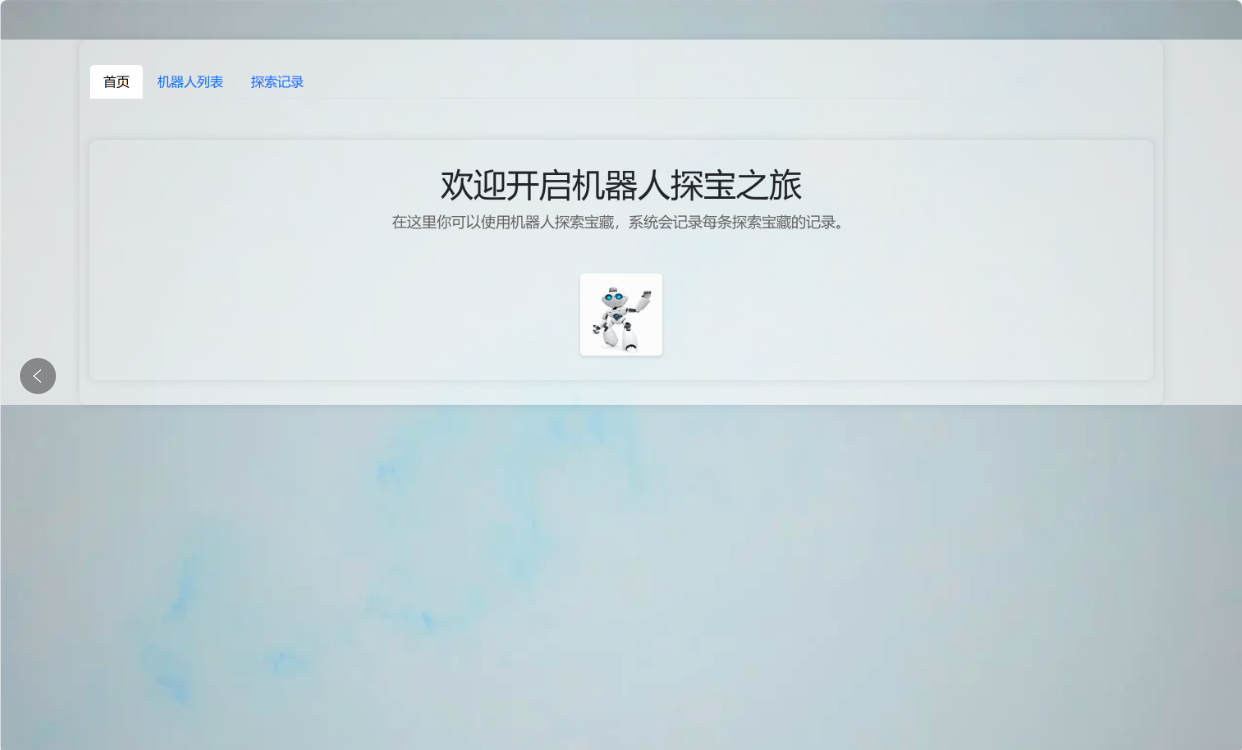 首页 机器人列表 探索记录
欢迎开启机器人探宝之旅
在这里你可以使用机器人探索宝藏，系统会记录每条探索宝藏的记录。